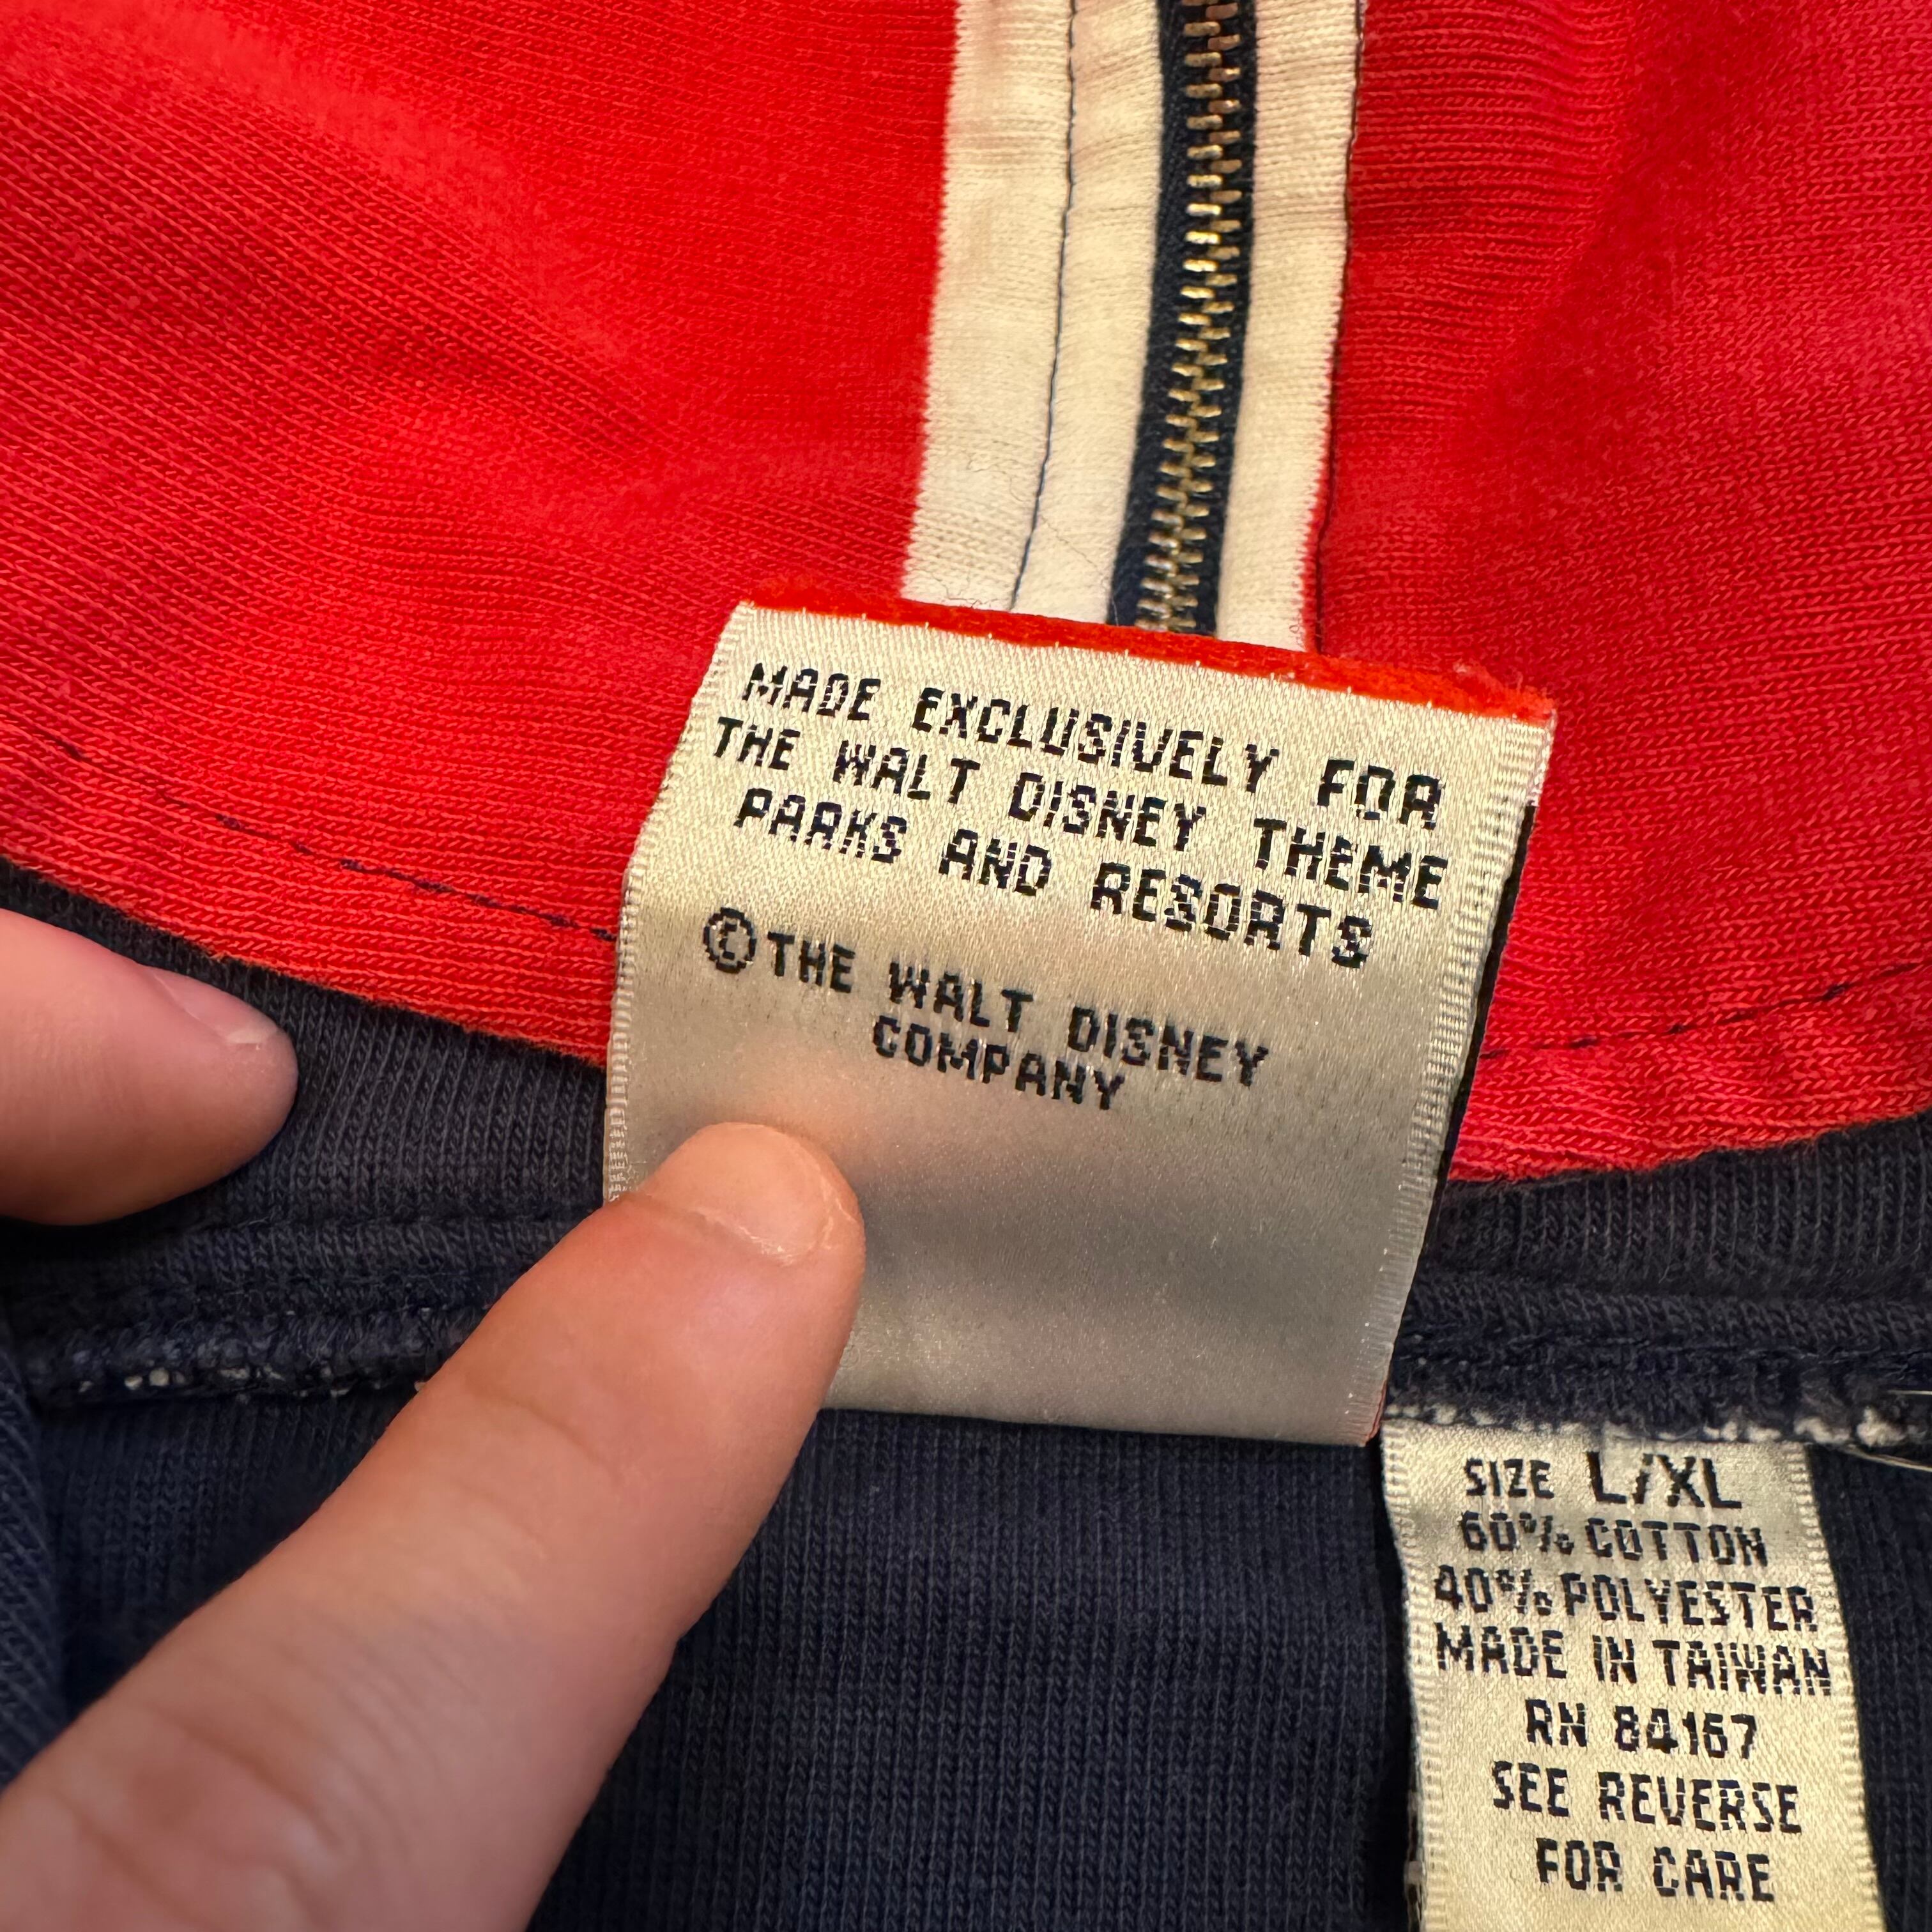 MADE EXCLUSIVELY FOR
THE WALT DISNEY THEME
PARKS AND RESORTS
©THE WALT DISNEY
COMPANY
SIZE L/XL
60% COTTON
40% POLYESTER
MADE IN TAIWAN
RN 84167
SEE REVERSE
FOR CARE